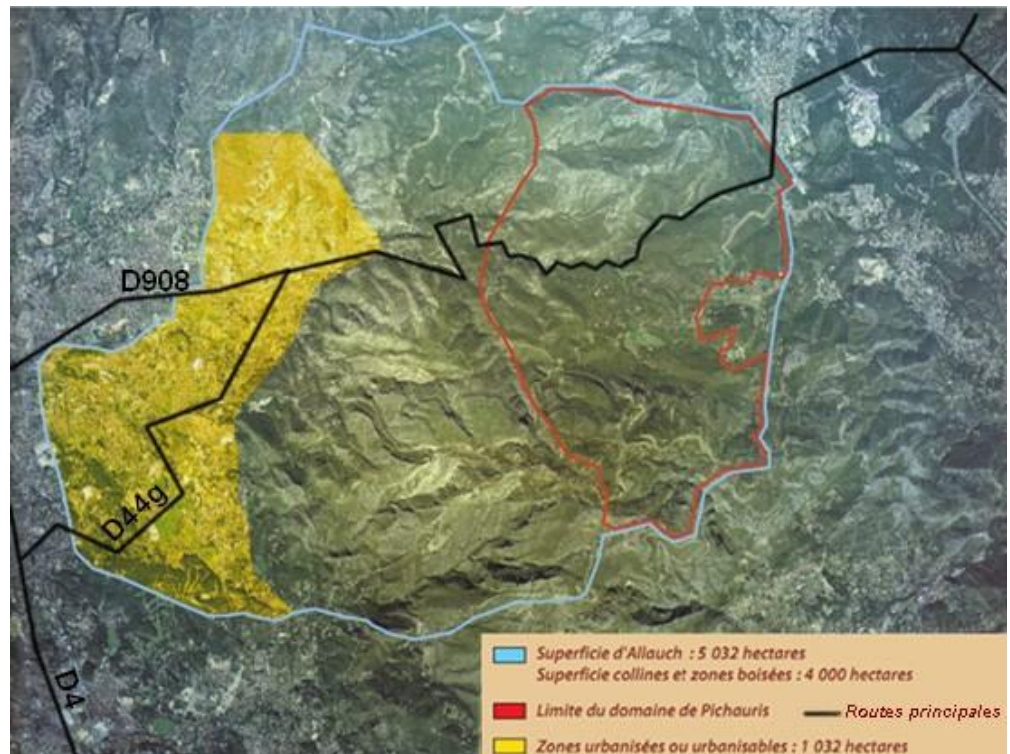 D908
D44g
D4
Superficie d'Allauch : 5 032 hectares
Superficie collines et zones boisées : 4 000 hectares
Limite du domaine de Pichauris
Routes principales
Zones urbanisées ou urbanisables : 1 032 hectares